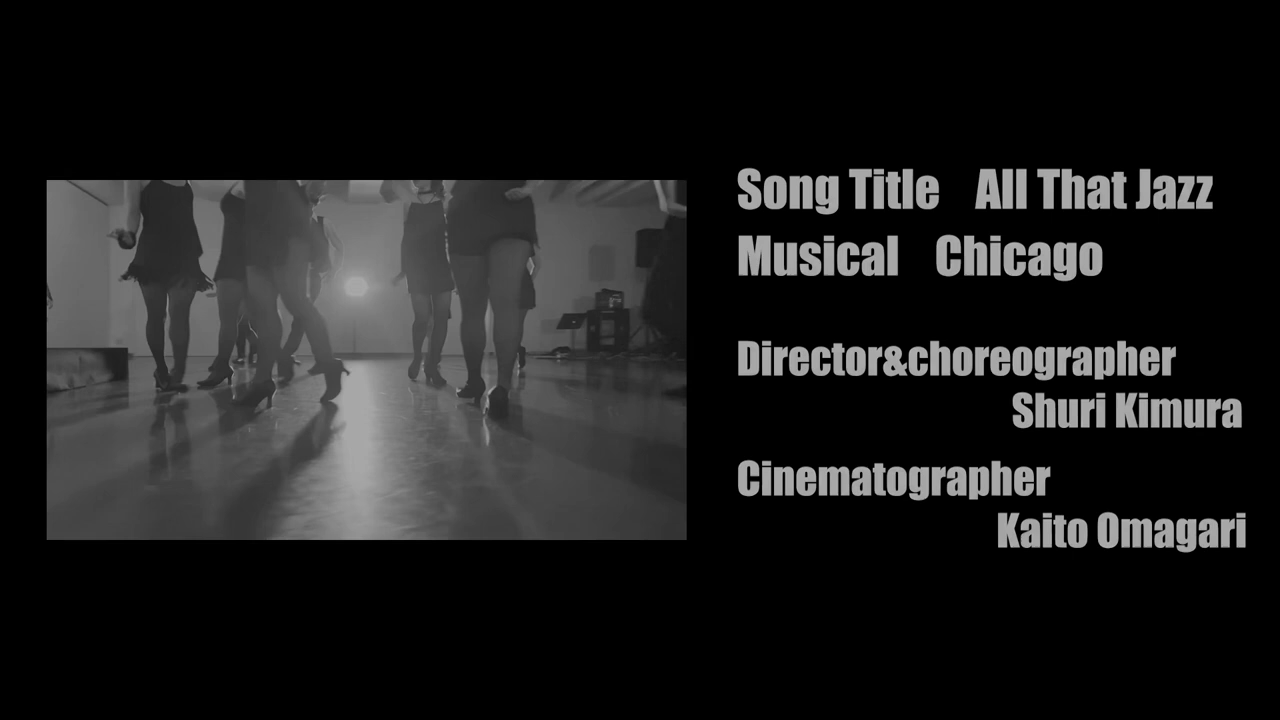 Song Title All That Jazz
Musical Chicago
Director&choreographer
Shuri Kimura
Cinematographer
Kaito Omagari